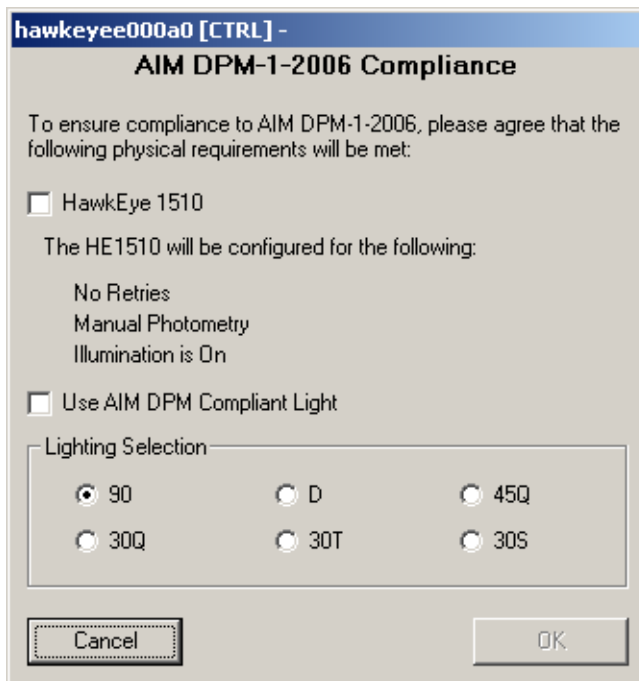 hawkeyee000a0 [CTRL] -
AIM DPM-1-2006 Compliance
To ensure compliance to AIM DPM-1-2006, please agree that the
following physical requirements will be met:
HawkEye 1510
The HE1510 will be configured for the following:
No Retries
Manual Photometry
Illumination is On
Use AIM DPM Compliant Light
Lighting Selection
90 D 45Q
30Q 30T 30S
Cancel OK